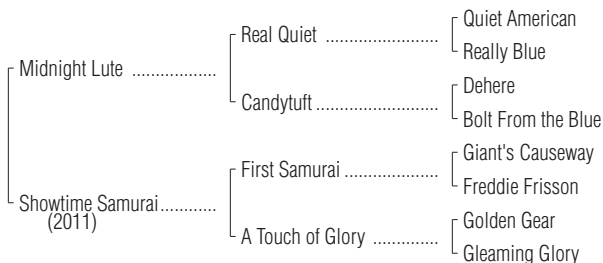 Quiet American
Real Quiet ........................
Really Blue
Midnight Lute ..................
Dehere
Candytuft ..........................
Bolt From the Blue
Giant's Causeway
First Samurai ....................
Freddie Frisson
Showtime Samurai............
(2011)
Golden Gear
A Touch of Glory ..............
Gleaming Glory